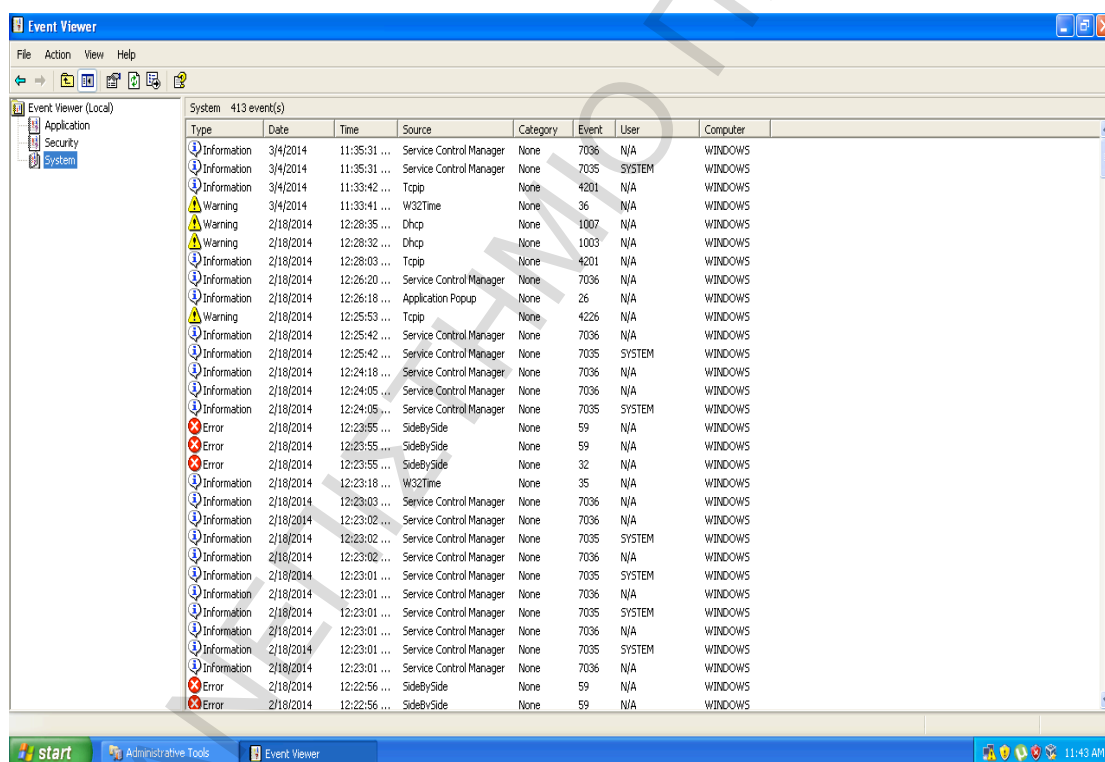 Event Viewer
File Action View Help
Event Viewer (Local)
Application
Security
System
System 413 event(s)
Type Date Time Source Category Event User Computer
Information 3/4/2014 11:35:31 ... Service Control Manager None 7036 N/A WINDOWS
Information 3/4/2014 11:35:31 ... Service Control Manager None 7035 SYSTEM WINDOWS
Information 3/4/2014 11:33:42 ... Tcpip None 4201 N/A WINDOWS
Warning 3/4/2014 11:33:41 ... W32Time None 36 N/A WINDOWS
Warning 2/18/2014 12:28:35 ... Dhcp None 1007 N/A WINDOWS
Warning 2/18/2014 12:28:32 ... Dhcp None 1003 N/A WINDOWS
Information 2/18/2014 12:28:03 ... Tcpip None 4201 N/A WINDOWS
Information 2/18/2014 12:26:20 ... Service Control Manager None 7036 N/A WINDOWS
Information 2/18/2014 12:26:18 ... Application Popup None 26 N/A WINDOWS
Warning 2/18/2014 12:25:53 ... Tcpip None 4226 N/A WINDOWS
Information 2/18/2014 12:25:42 ... Service Control Manager None 7036 N/A WINDOWS
Information 2/18/2014 12:25:42 ... Service Control Manager None 7035 SYSTEM WINDOWS
Information 2/18/2014 12:24:18 ... Service Control Manager None 7036 N/A WINDOWS
Information 2/18/2014 12:24:05 ... Service Control Manager None 7036 N/A WINDOWS
Information 2/18/2014 12:24:05 ... Service Control Manager None 7035 SYSTEM WINDOWS
Error 2/18/2014 12:23:55 ... SideBySide None 59 N/A WINDOWS
Error 2/18/2014 12:23:55 ... SideBySide None 59 N/A WINDOWS
Error 2/18/2014 12:23:55 ... SideBySide None 32 N/A WINDOWS
Information 2/18/2014 12:23:18 ... W32Time None 35 N/A WINDOWS
Information 2/18/2014 12:23:03 ... Service Control Manager None 7036 N/A WINDOWS
Information 2/18/2014 12:23:02 ... Service Control Manager None 7036 N/A WINDOWS
Information 2/18/2014 12:23:02 ... Service Control Manager None 7035 SYSTEM WINDOWS
Information 2/18/2014 12:23:02 ... Service Control Manager None 7036 N/A WINDOWS
Information 2/18/2014 12:23:01 ... Service Control Manager None 7035 SYSTEM WINDOWS
Information 2/18/2014 12:23:01 ... Service Control Manager None 7036 N/A WINDOWS
Information 2/18/2014 12:23:01 ... Service Control Manager None 7035 SYSTEM WINDOWS
Information 2/18/2014 12:23:01 ... Service Control Manager None 7036 N/A WINDOWS
Information 2/18/2014 12:23:01 ... Service Control Manager None 7035 SYSTEM WINDOWS
Information 2/18/2014 12:23:01 ... Service Control Manager None 7036 N/A WINDOWS
Error 2/18/2014 12:22:56 ... SideBySide None 59 N/A WINDOWS
Error 2/18/2014 12:22:56 ... SideBySide None 59 N/A WINDOWS
start Administrative Tools Event Viewer 11:43 AM
ΝΕΠΙΣΤΗΜΙΟ Π